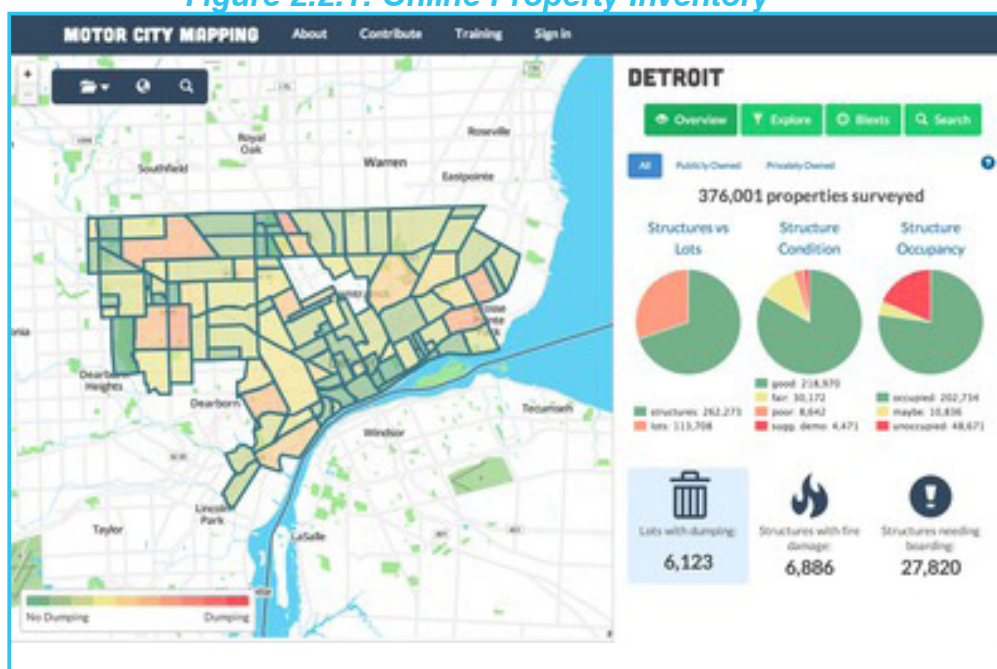 Figure 2.2.1: Online Property Inventory
MOTOR CITY MAPPING About Contribute Training Sign in
DETROIT
Overview Explore Blexts Search
All Publicly Owned Privately Owned
376,001 properties surveyed
Structures vs Lots
Structure Condition
Structure Occupancy
structures: 262,273
lots: 113,708
good: 218,970
fair: 30,172
poor: 8,642
sugg. demo: 4,471
occupied: 202,734
maybe: 10,836
unoccupied: 48,671
Lots with dumping:
6,123
Structures with fire
damage:
6,886
Structures needing
boarding:
27,820
Royal
Oak
Roseville
Southfield
Warren
Eastpointe
Dearborn
Heights
Dearborn
Windsor
Tecumseh
Lincoln
Park
Taylor
LaSalle
No Dumping Dumping